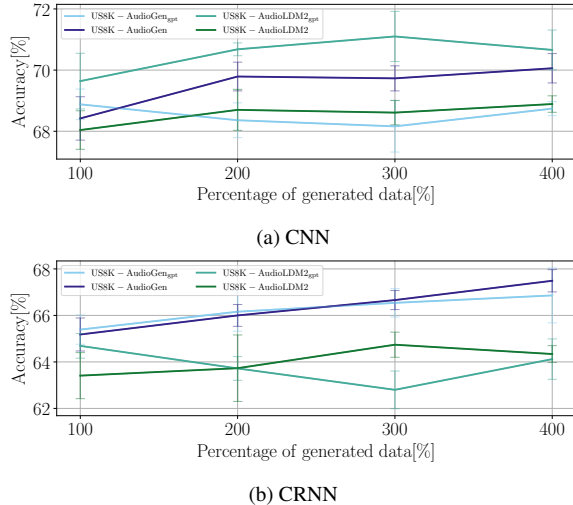 US8K − AudioGen_gpt US8K − AudioLDM2_gpt
US8K − AudioGen US8K − AudioLDM2
72
70
68
Accuracy[%]
100 200 300 400
Percentage of generated data[%]
(a) CNN
US8K − AudioGen_gpt US8K − AudioLDM2_gpt
US8K − AudioGen US8K − AudioLDM2
68
66
64
62
Accuracy[%]
100 200 300 400
Percentage of generated data[%]
(b) CRNN